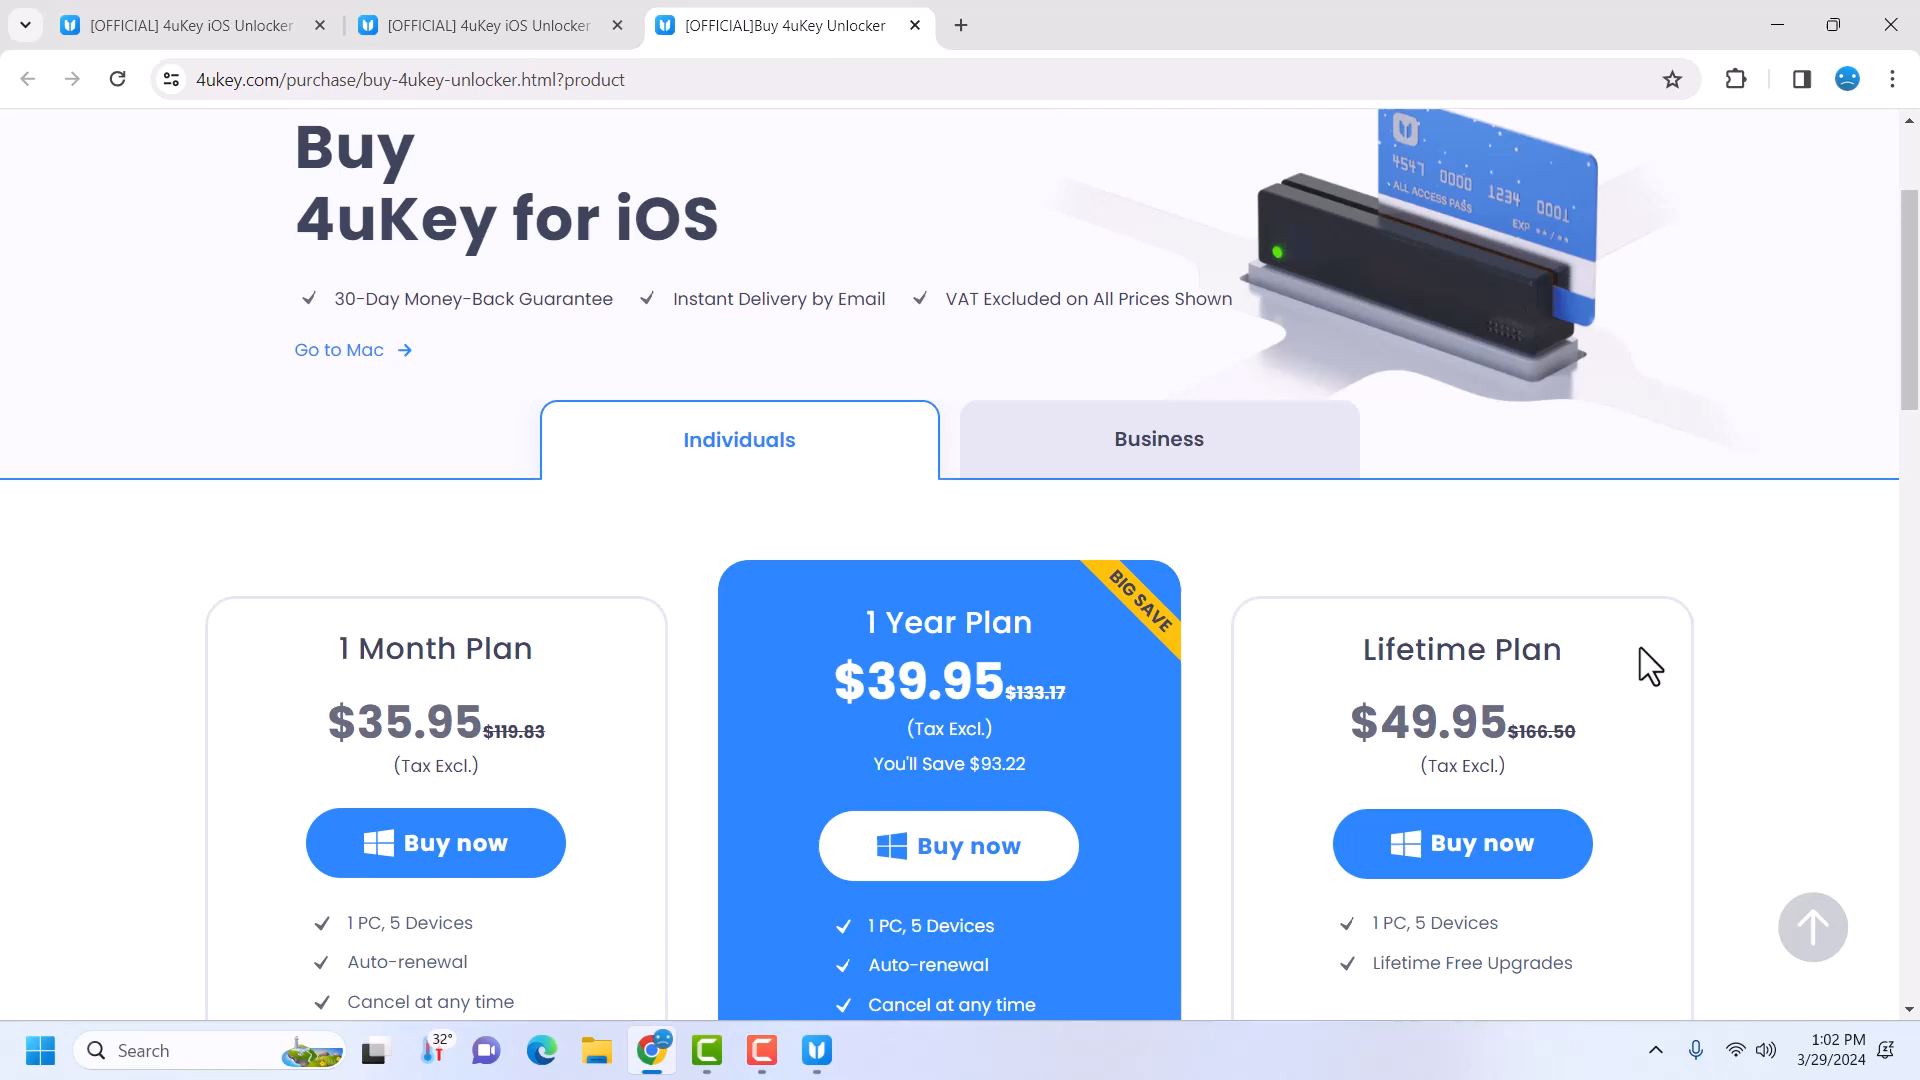 [OFFICIAL] 4uKey iOS Unlocker
[OFFICIAL] 4uKey iOS Unlocker
[OFFICIAL]Buy 4uKey Unlocker
4ukey.com/purchase/buy-4ukey-unlocker.html?product
Buy
4uKey for iOS
4547 0000 1234 0001
ALL ACCESS PASS
EXP **/**
30-Day Money-Back Guarantee
Instant Delivery by Email
VAT Excluded on All Prices Shown
Go to Mac
Individuals
Business
1 Month Plan
$35.95 $119.83
(Tax Excl.)
Buy now
1 PC, 5 Devices
Auto-renewal
Cancel at any time
BIG SAVE
1 Year Plan
$39.95 $133.17
(Tax Excl.)
You'll Save $93.22
Buy now
1 PC, 5 Devices
Auto-renewal
Cancel at any time
Lifetime Plan
$49.95 $166.50
(Tax Excl.)
Buy now
1 PC, 5 Devices
Lifetime Free Upgrades
Search
32°
1:02 PM
3/29/2024